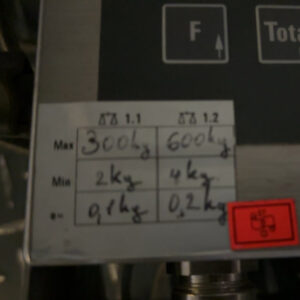 F Tota
1.1 1.2
Max 300kg 600kg
Min 2kg 4kg
e= 0,1kg 0,2kg